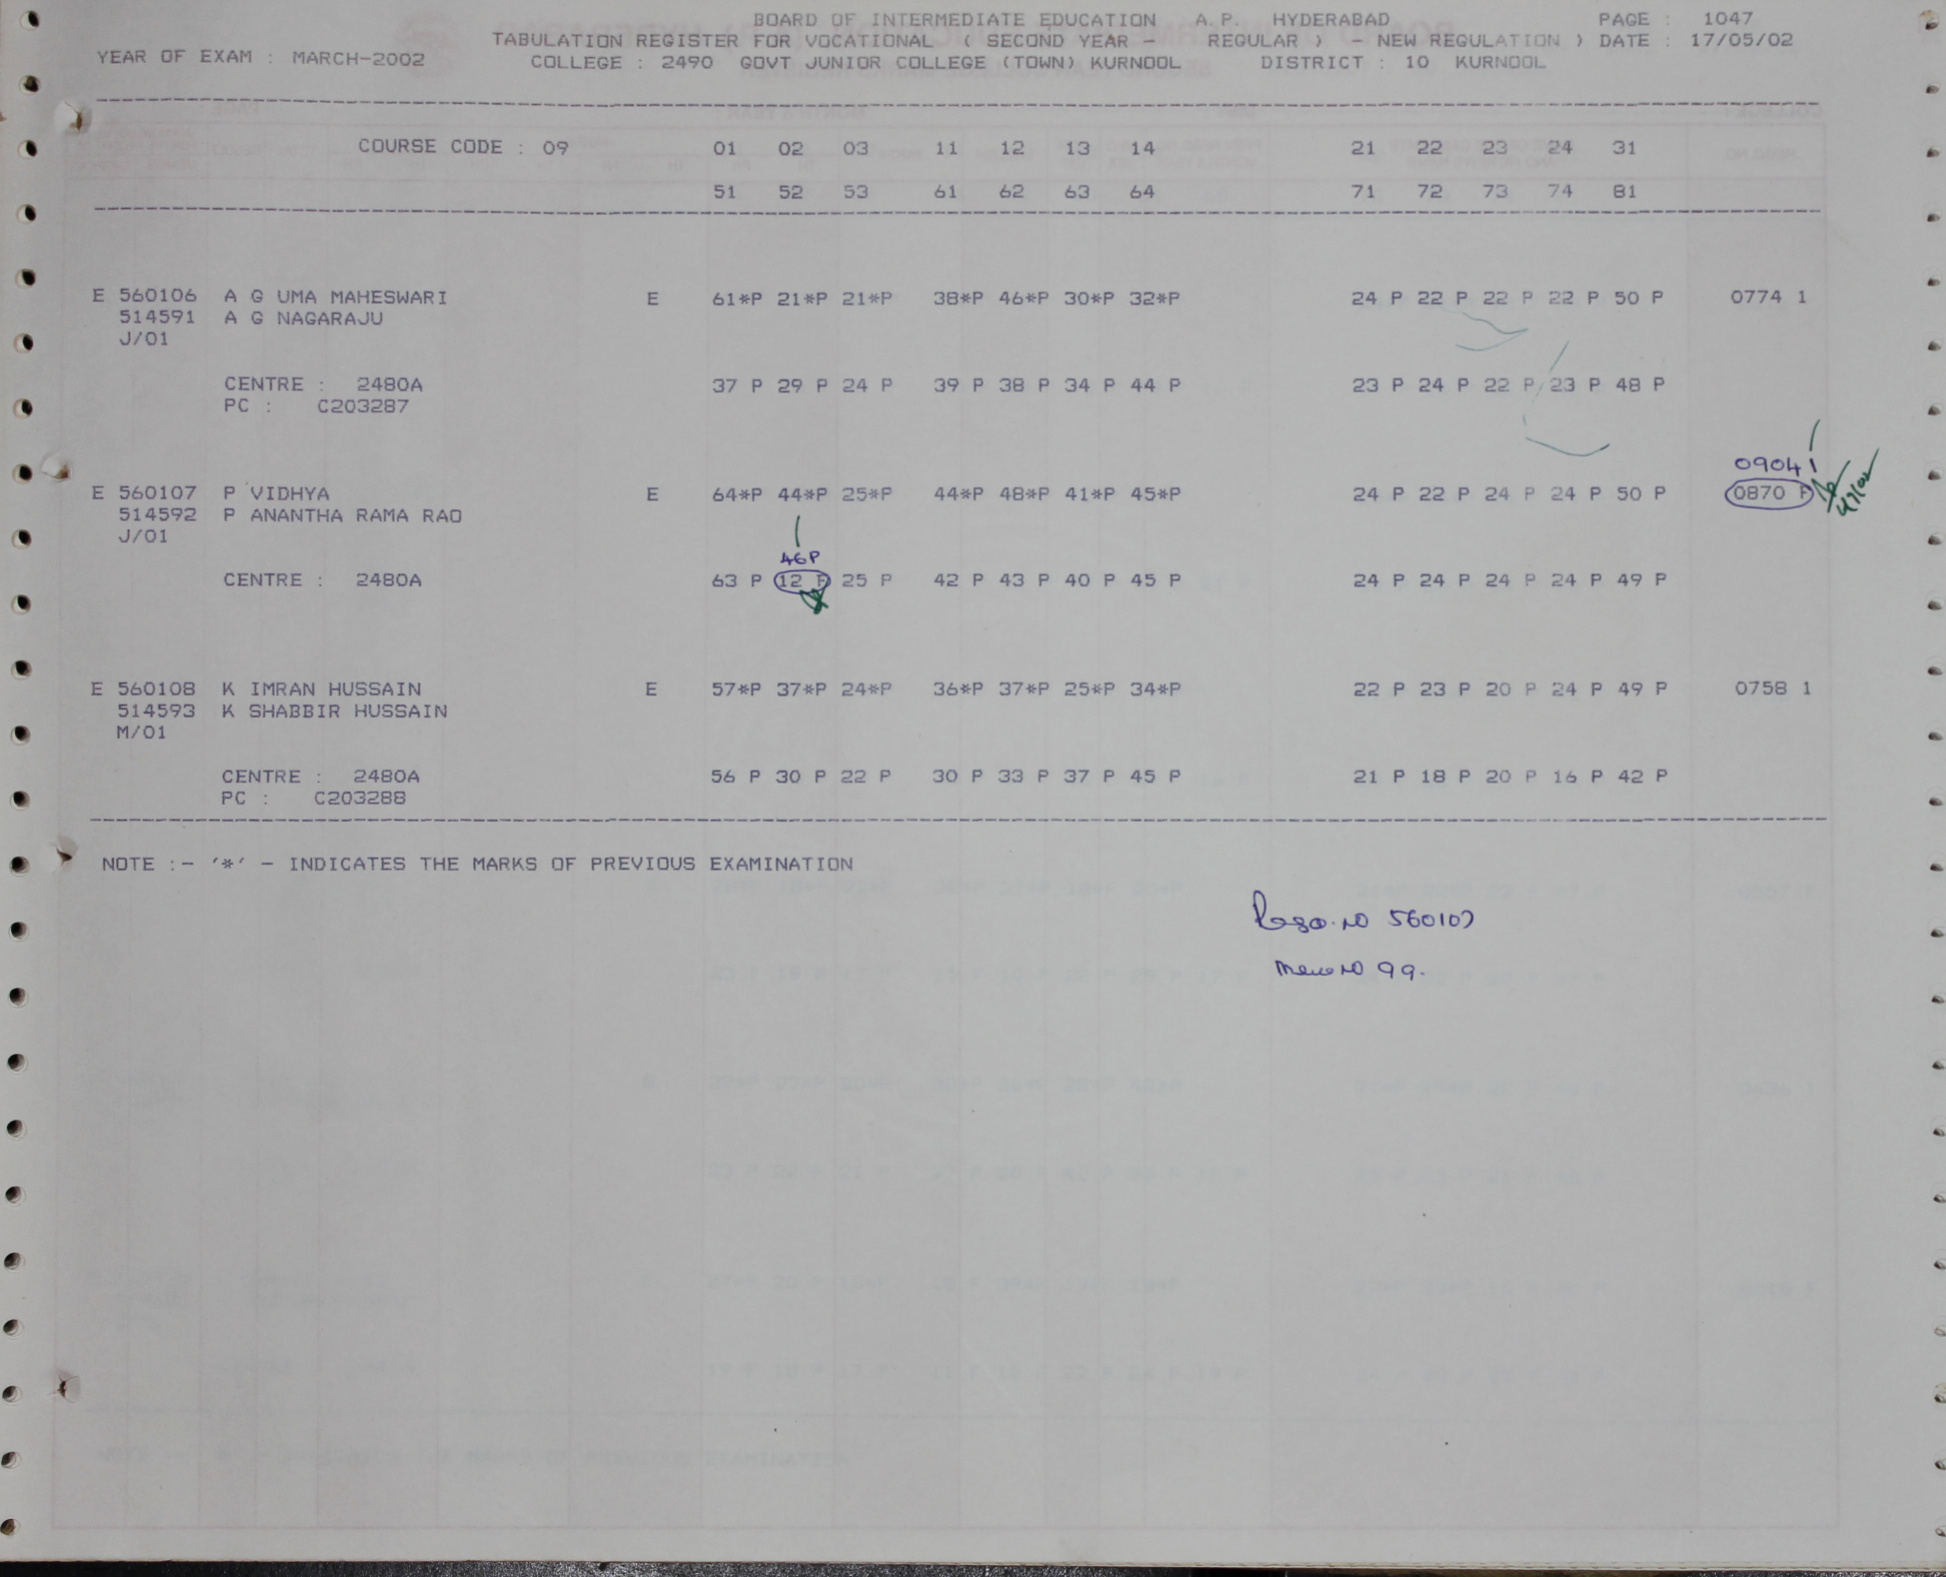 BOARD OF INTERMEDIATE EDUCATION A.P. HYDERABAD PAGE : 1047
TABULATION REGISTER FOR VOCATIONAL ( SECOND YEAR - REGULAR ) - NEW REGULATION ) DATE : 17/05/02
YEAR OF EXAM : MARCH-2002 COLLEGE : 2490 GOVT JUNIOR COLLEGE (TOWN) KURNOOL DISTRICT : 10 KURNOOL
COURSE CODE : 09 01 02 03 11 12 13 14 21 22 23 24 31
51 52 53 61 62 63 64 71 72 73 74 81
E 560106 A G UMA MAHESWARI E 61*P 21*P 21*P 38*P 46*P 30*P 32*P 24 P 22 P 22 P 22 P 50 P 0774 1
514591 A G NAGARAJU
J/01
CENTRE : 2480A 37 P 29 P 24 P 39 P 38 P 34 P 44 P 23 P 24 P 22 P 23 P 48 P
PC : C203287
0904 1
E 560107 P VIDHYA E 64*P 44*P 25*P 44*P 48*P 41*P 45*P 24 P 22 P 24 P 24 P 50 P 0870 F
514592 P ANANTHA RAMA RAO
J/01
46P
CENTRE : 2480A 63 P 12 F 25 P 42 P 43 P 40 P 45 P 24 P 24 P 24 P 24 P 49 P
E 560108 K IMRAN HUSSAIN E 57*P 37*P 24*P 36*P 37*P 25*P 34*P 22 P 23 P 20 P 24 P 49 P 0758 1
514593 K SHABBIR HUSSAIN
M/01
CENTRE : 2480A 56 P 30 P 22 P 30 P 33 P 37 P 45 P 21 P 18 P 20 P 16 P 42 P
PC : C203288
NOTE :- '*' - INDICATES THE MARKS OF PREVIOUS EXAMINATION
NO 560107
Memo NO 99.